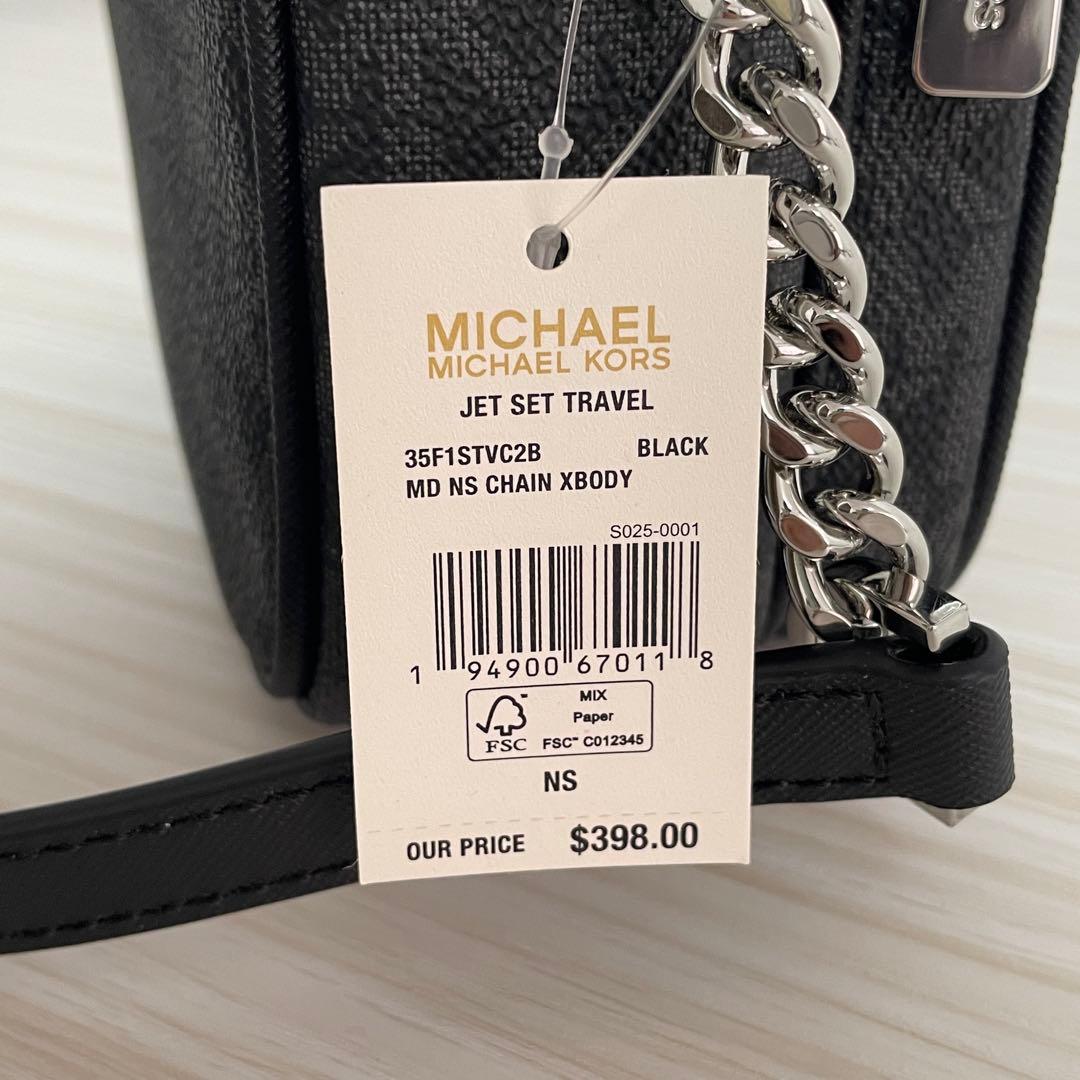 S
MICHAEL
MICHAEL KORS
JET SET TRAVEL
35F1STVC2B BLACK
MD NS CHAIN XBODY
S025-0001
1 94900 67011 8
MIX
Paper
FSC™ C012345
FSC
NS
OUR PRICE $398.00